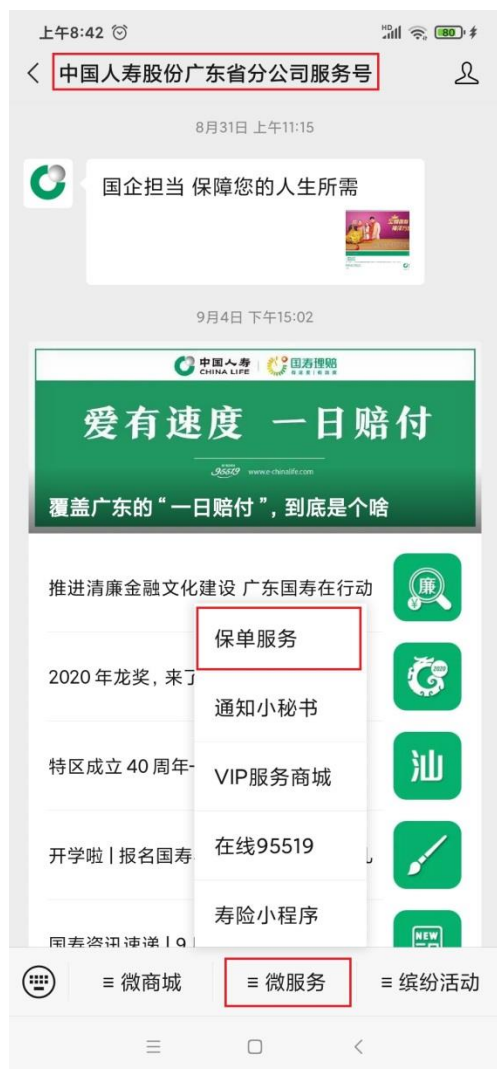 上午8:42
HD
80
中国人寿股份广东省分公司服务号
8月31日 上午11:15
国企担当 保障您的人生所需
9月4日 下午15:02
中国人寿
CHINA LIFE
国寿理赔
爱有速度 一日赔付
95519 www.e-chinalife.com
覆盖广东的“一日赔付”, 到底是个啥
推进清廉金融文化建设 广东国寿在行动
廉
¥
保单服务
2020年龙奖, 来了
2020
通知小秘书
特区成立40周年
汕
VIP服务商城
在线95519
开学啦 | 报名国寿
寿险小程序
国寿资讯速递 | 9
NEW
≡ 微商城
≡ 微服务
≡ 缤纷活动